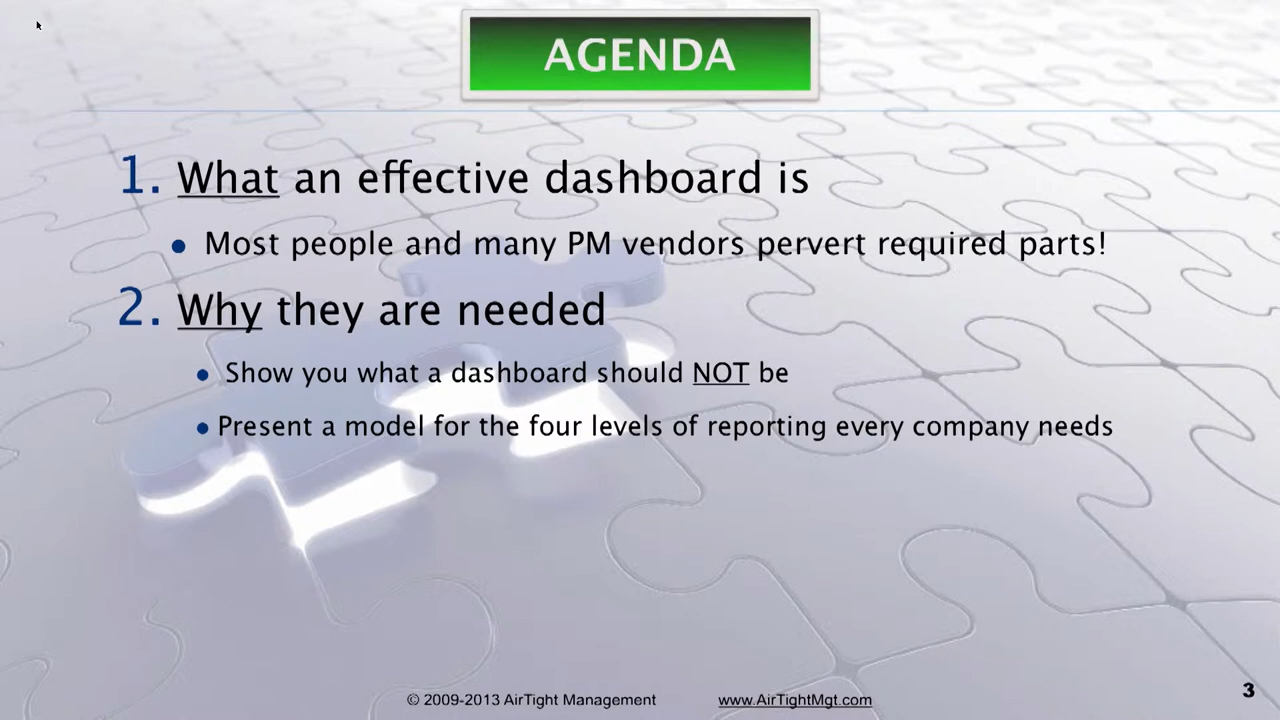 AGENDA
1. What an effective dashboard is
• Most people and many PM vendors pervert required parts!
2. Why they are needed
• Show you what a dashboard should NOT be
• Present a model for the four levels of reporting every company needs
© 2009-2013 AirTight Management www.AirTightMgt.com
3